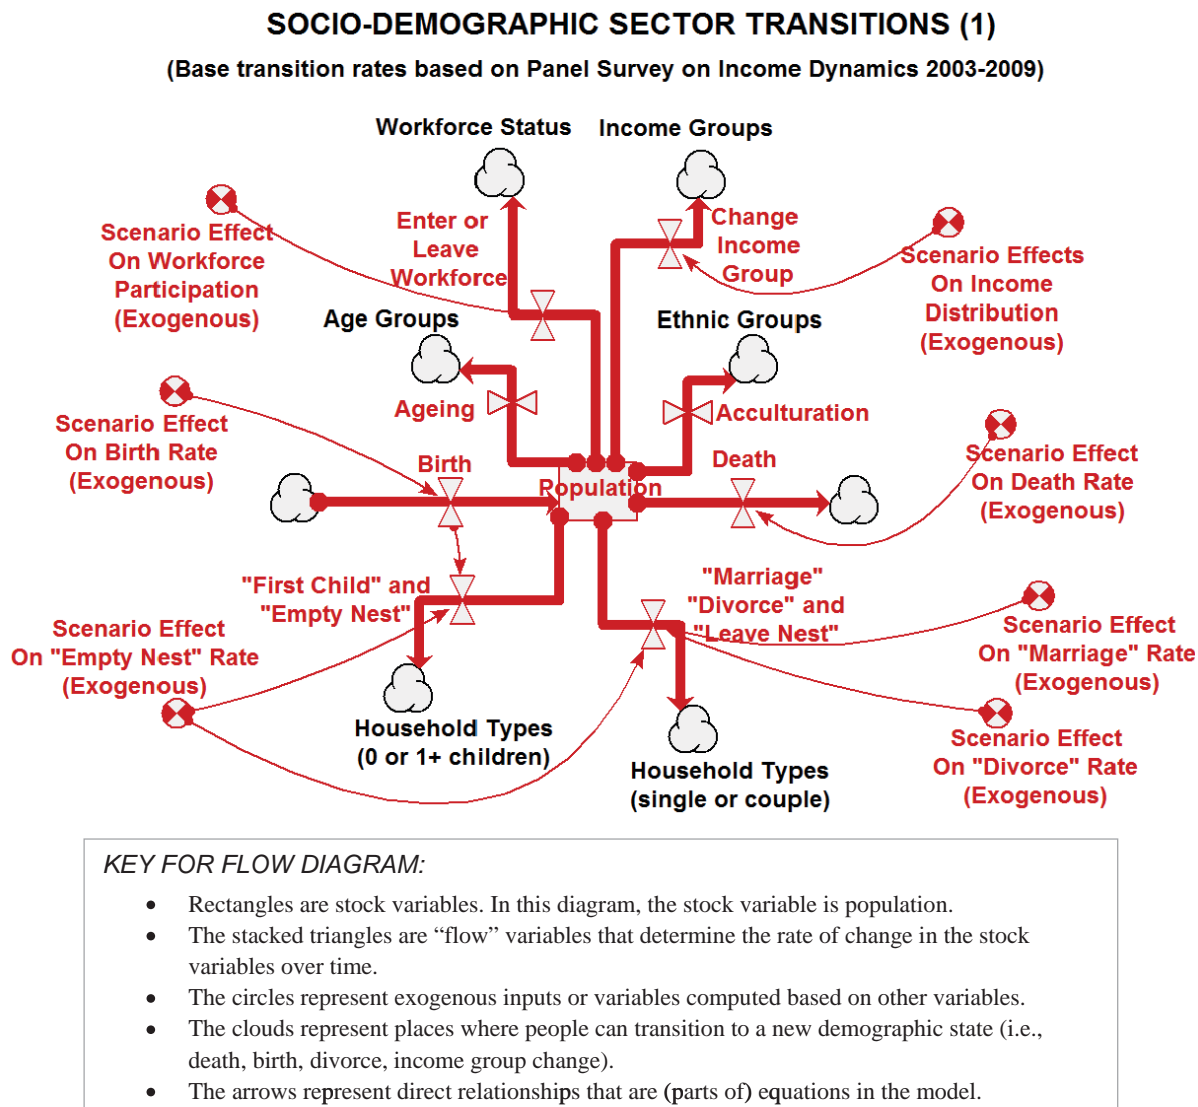 SOCIO-DEMOGRAPHIC SECTOR TRANSITIONS (1)
(Base transition rates based on Panel Survey on Income Dynamics 2003-2009)
Workforce Status
Income Groups
Scenario Effect
On Workforce
Participation
(Exogenous)
Enter or
Leave
Workforce
Change
Income
Group
Scenario Effects
On Income
Distribution
(Exogenous)
Age Groups
Ethnic Groups
Ageing
Acculturation
Scenario Effect
On Birth Rate
(Exogenous)
Birth
Population
Death
Scenario Effect
On Death Rate
(Exogenous)
"First Child" and
"Empty Nest"
"Marriage"
"Divorce" and
"Leave Nest"
Scenario Effect
On "Empty Nest" Rate
(Exogenous)
Scenario Effect
On "Marriage" Rate
(Exogenous)
Household Types
(0 or 1+ children)
Household Types
(single or couple)
Scenario Effect
On "Divorce" Rate
(Exogenous)
KEY FOR FLOW DIAGRAM:
• Rectangles are stock variables. In this diagram, the stock variable is population.
• The stacked triangles are “flow” variables that determine the rate of change in the stock
variables over time.
• The circles represent exogenous inputs or variables computed based on other variables.
• The clouds represent places where people can transition to a new demographic state (i.e.,
death, birth, divorce, income group change).
• The arrows represent direct relationships that are (parts of) equations in the model.